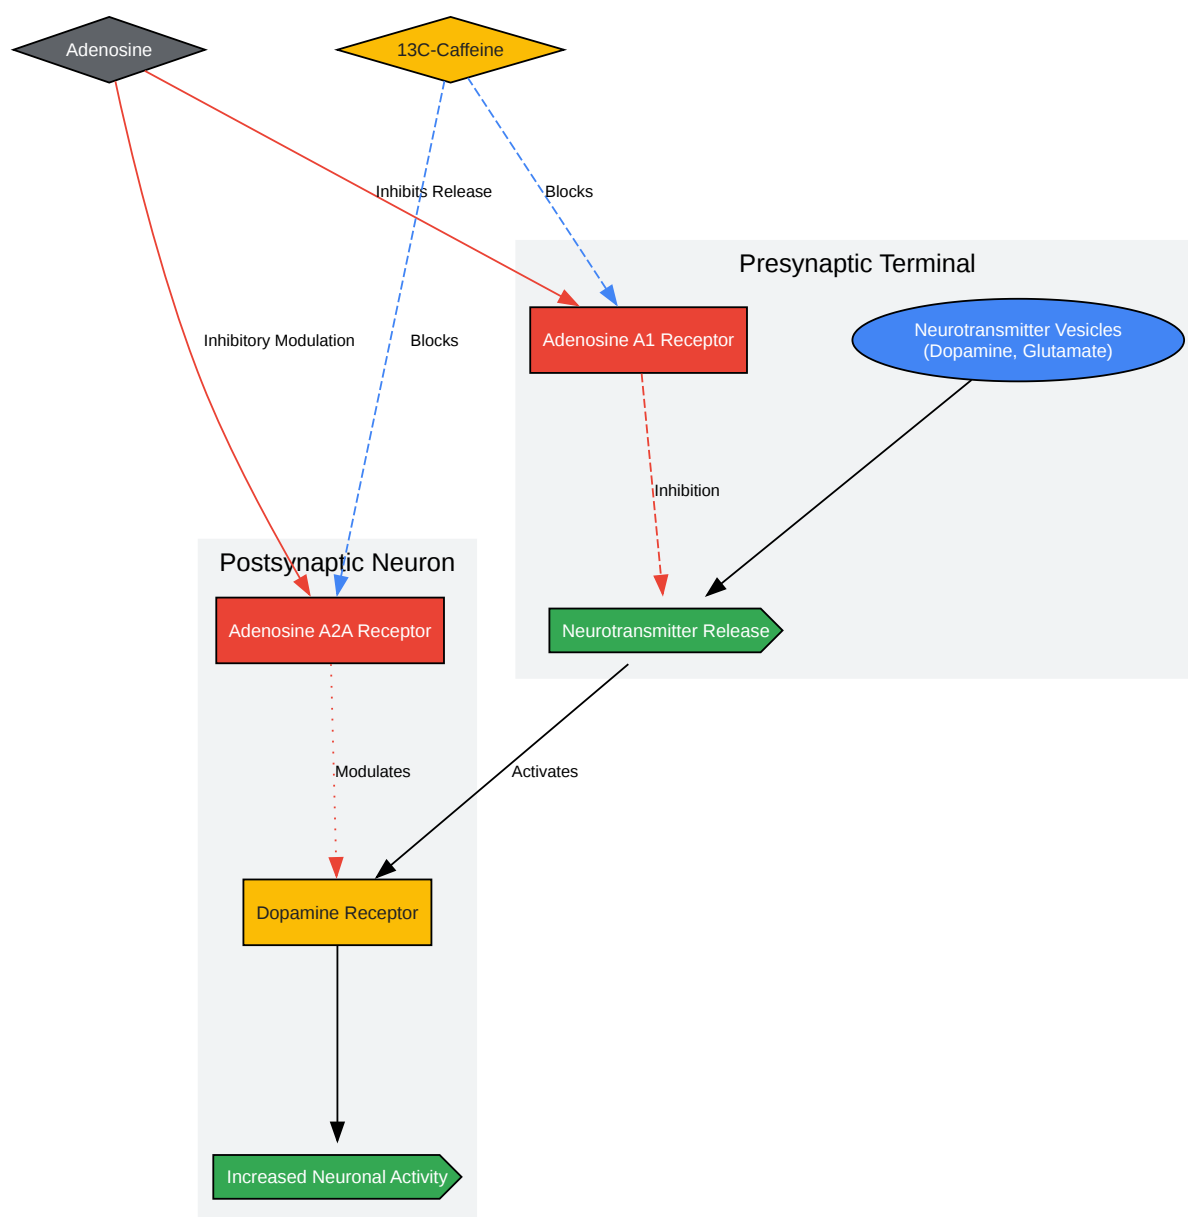 Adenosine
13C-Caffeine
Inhibits Release
Blocks
Presynaptic Terminal
Adenosine A1 Receptor
Neurotransmitter Vesicles
(Dopamine, Glutamate)
Inhibitory Modulation
Blocks
Inhibition
Postsynaptic Neuron
Adenosine A2A Receptor
Neurotransmitter Release
Modulates
Activates
Dopamine Receptor
Increased Neuronal Activity